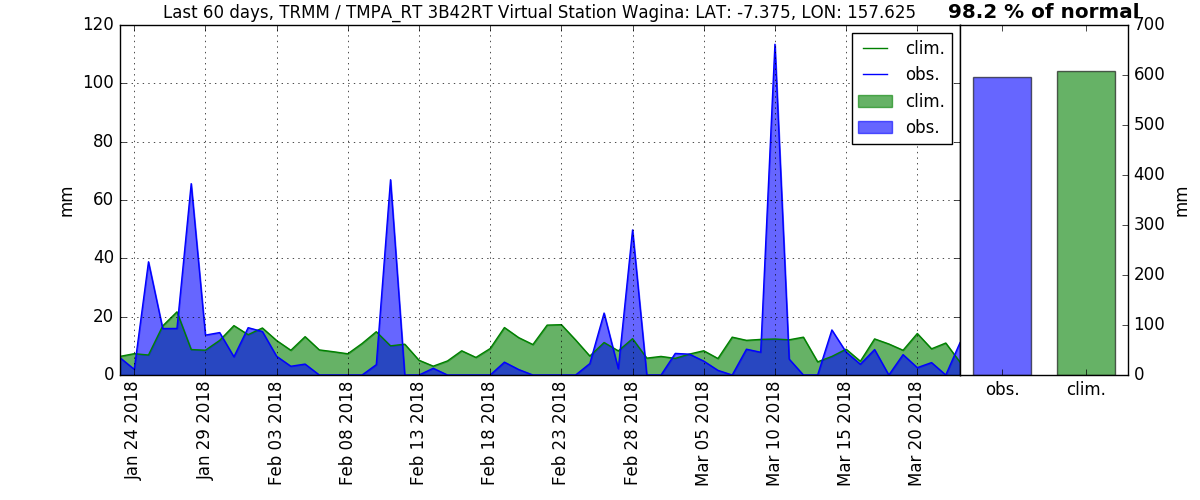 Last 60 days, TRMM / TMPA_RT 3B42RT Virtual Station Wagina: LAT: -7.375, LON: 157.625
98.2 % of normal
120
100
80
60
40
20
0
mm
clim.
obs.
clim.
obs.
700
600
500
400
300
200
100
0
mm
Jan 24 2018
Jan 29 2018
Feb 03 2018
Feb 08 2018
Feb 13 2018
Feb 18 2018
Feb 23 2018
Feb 28 2018
Mar 05 2018
Mar 10 2018
Mar 15 2018
Mar 20 2018
obs.
clim.